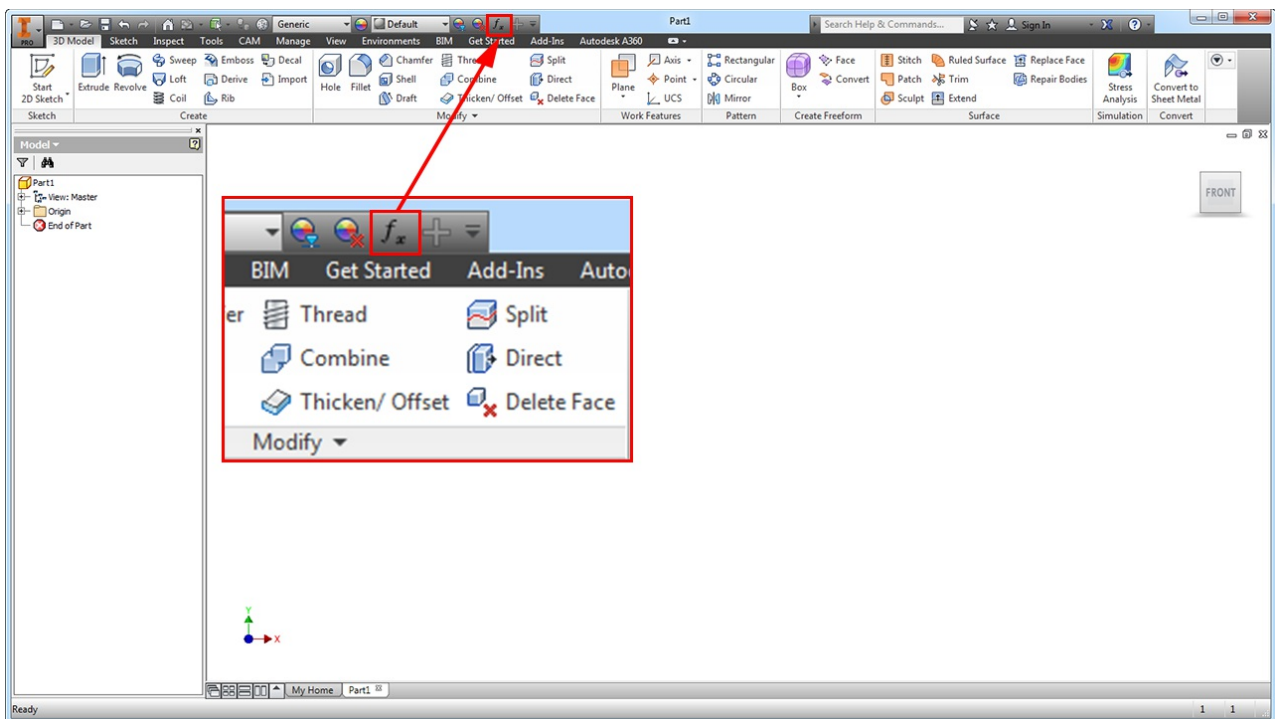 Generic Default fx Part1 Search Help & Commands... Sign In
PRO 3D Model Sketch Inspect Tools CAM Manage View Environments BIM Get Started Add-Ins Autodesk A360
Start
2D Sketch
Extrude Revolve
Sweep Emboss Decal
Loft Derive Import
Coil Rib
Hole Fillet
Chamfer Thread Split
Shell Combine Direct
Draft Thicken/ Offset Delete Face
Plane
Axis
Point
UCS
Rectangular
Circular
Mirror
Box
Face
Convert
Stitch Ruled Surface Replace Face
Patch Trim Repair Bodies
Sculpt Extend
Stress
Analysis
Convert to
Sheet Metal
Sketch Create Modify Work Features Pattern Create Freeform Surface Simulation Convert
Model
Part1
View: Master
Origin
End of Part
FRONT
fx
BIM Get Started Add-Ins Auto
er Thread Split
Combine Direct
Thicken/ Offset Delete Face
Modify
Y
X
My Home Part1
Ready 1 1